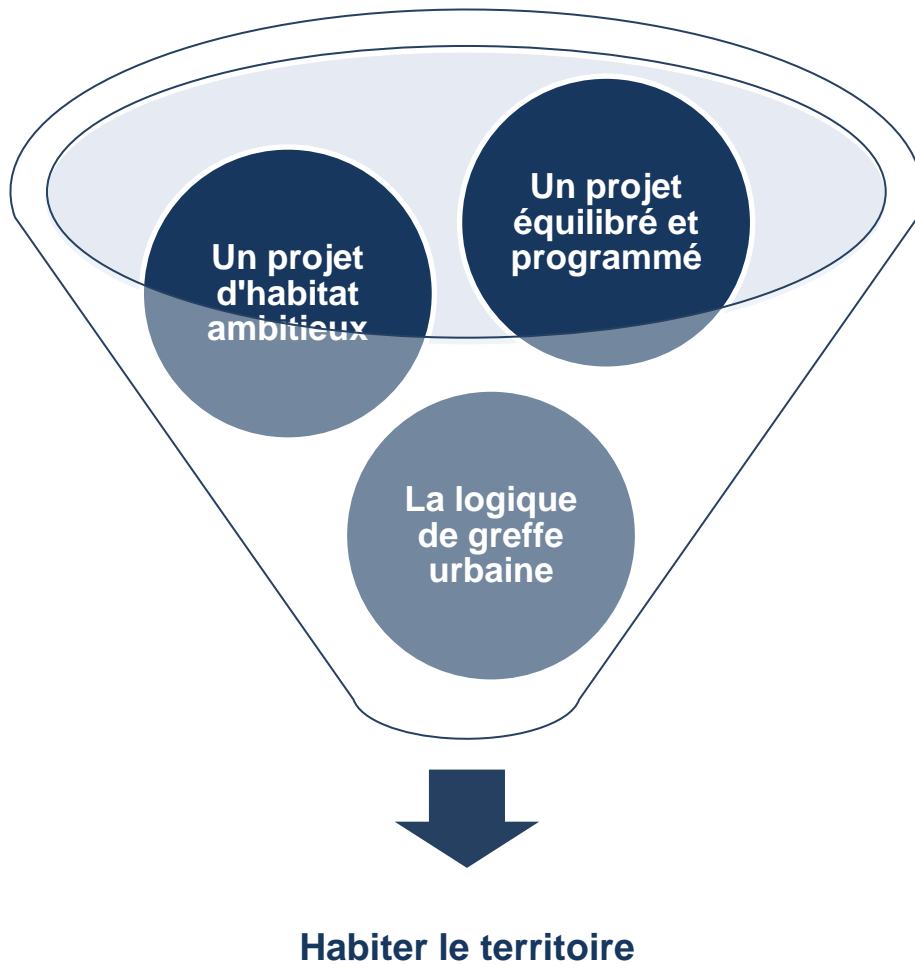 Un projet
équilibré et
programmé
Un projet
d'habitat
ambitieux
La logique
de greffe
urbaine
Habiter le territoire